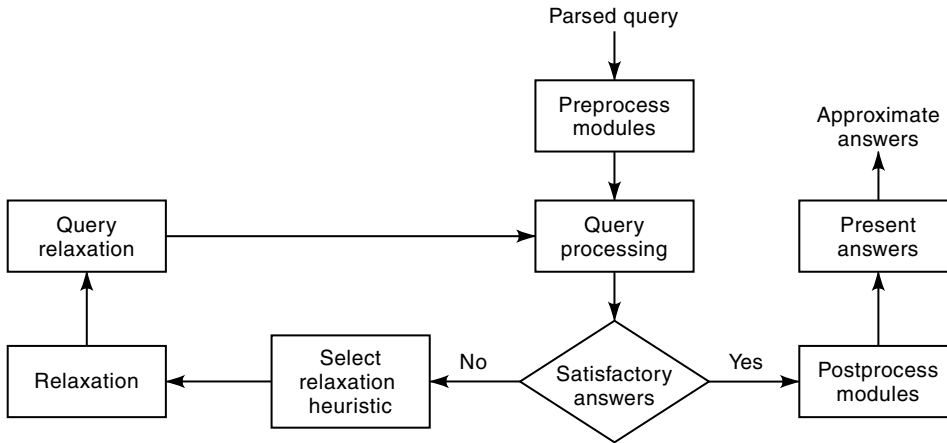 Parsed query
Preprocess
modules
Approximate
answers
Query
relaxation
Query
processing
Present
answers
Relaxation
Select
relaxation
heuristic
No
Satisfactory
answers
Yes
Postprocess
modules